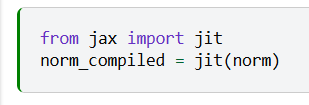 from jax import jit
norm_compiled = jit(norm)